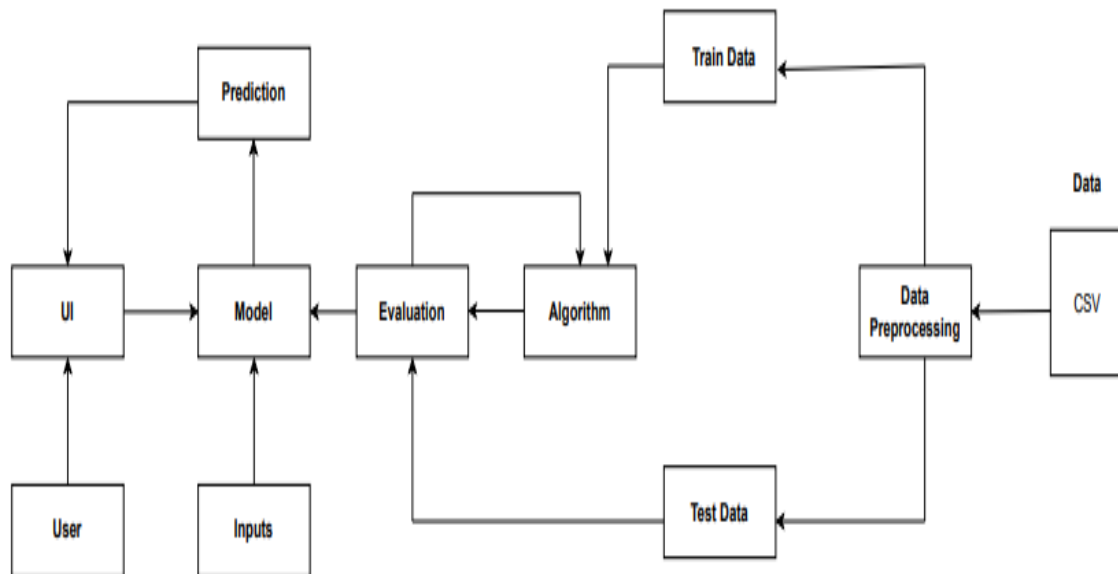 Train Data
Prediction
Data
UI
Model
Evaluation
Algorithm
Data
Preprocessing
CSV
User
Inputs
Test Data